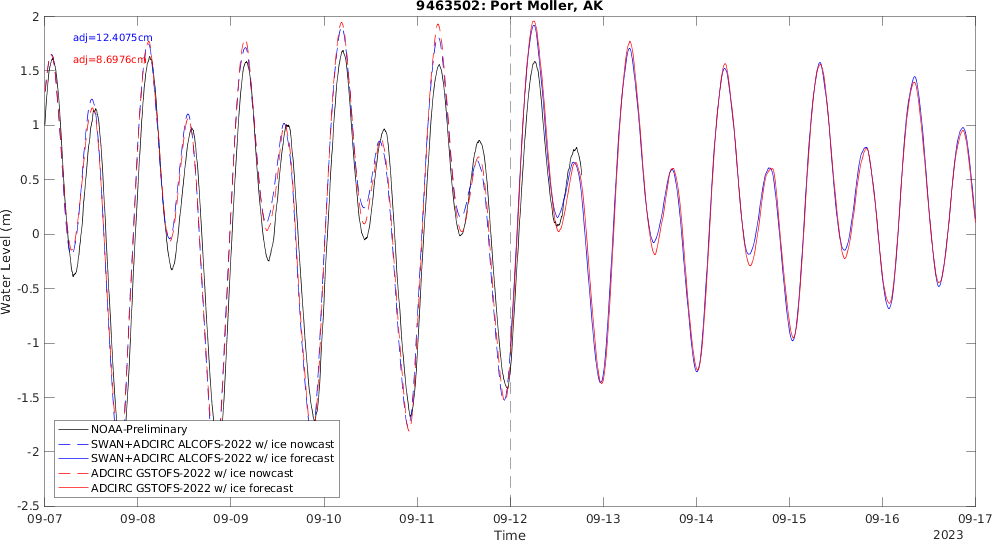 9463502: Port Moller, AK
adj=12.4075cm
adj=8.6976cm
Water Level (m)
2
1.5
1
0.5
0
-0.5
-1
-1.5
-2
-2.5
NOAA-Preliminary
SWAN+ADCIRC ALCOFS-2022 w/ ice nowcast
SWAN+ADCIRC ALCOFS-2022 w/ ice forecast
ADCIRC GSTOFS-2022 w/ ice nowcast
ADCIRC GSTOFS-2022 w/ ice forecast
09-07 09-08 09-09 09-10 09-11 09-12 09-13 09-14 09-15 09-16 09-17
Time
2023